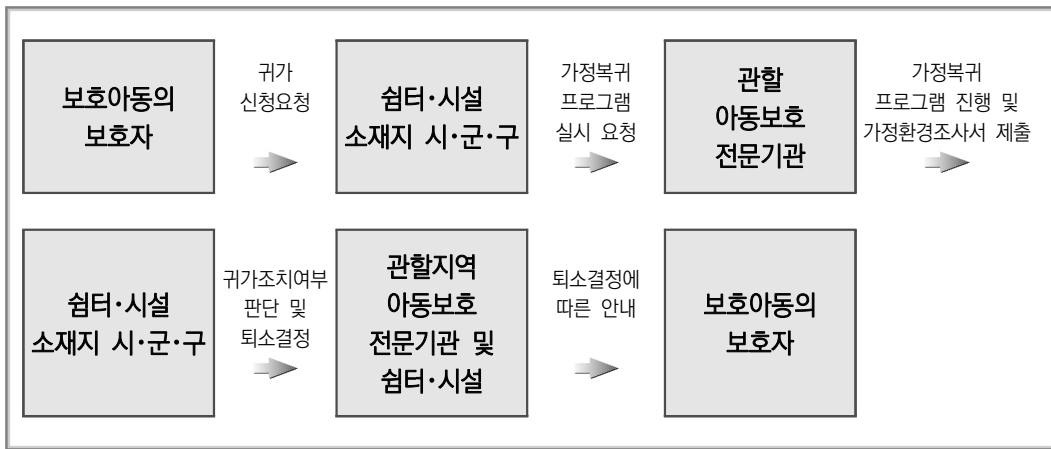 보호아동의
보호자
귀가
신청요청
쉼터·시설
소재지 시·군·구
가정복귀
프로그램
실시 요청
관할
아동보호
전문기관
가정복귀
프로그램 진행 및
가정환경조사서 제출
쉼터·시설
소재지 시·군·구
귀가조치여부
판단 및
퇴소결정
관할지역
아동보호
전문기관 및
쉼터·시설
퇴소결정에
따른 안내
보호아동의
보호자